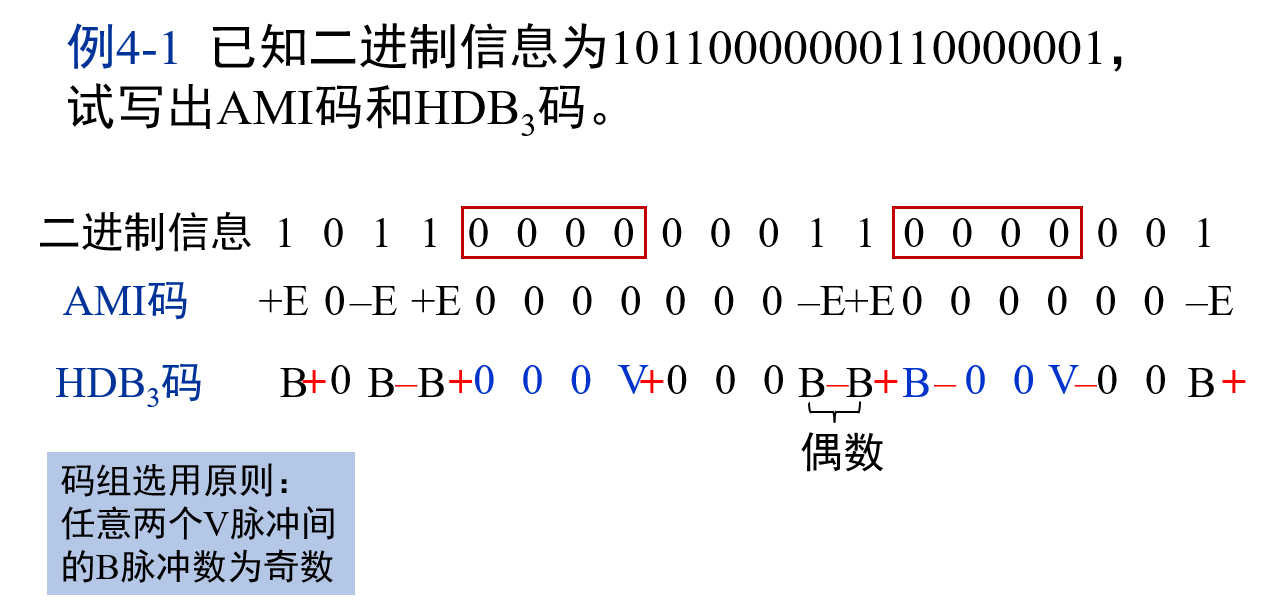 例4-1 已知二进制信息为10110000000110000001，
试写出AMI码和HDB₃码。
二进制信息 1 0 1 1 0 0 0 0 0 0 0 1 1 0 0 0 0 0 0 1
AMI码 +E 0 –E +E 0 0 0 0 0 0 0 –E +E 0 0 0 0 0 0 –E
HDB₃码 B+ 0 B– B+ 0 0 0 V+ 0 0 0 B– B+ B– 0 0 V– 0 0 B+
偶数
码组选用原则：
任意两个V脉冲间
的B脉冲数为奇数